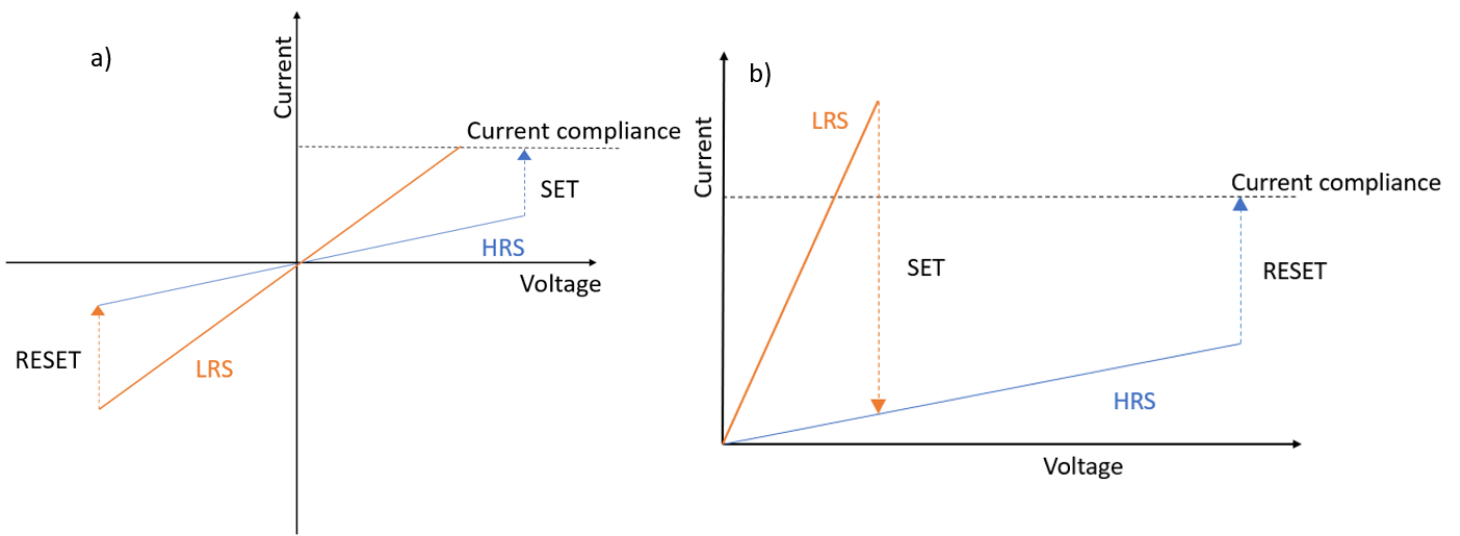 a)
Current
Current compliance
SET
HRS
Voltage
RESET
LRS
b)
Current
LRS
Current compliance
SET
RESET
HRS
Voltage